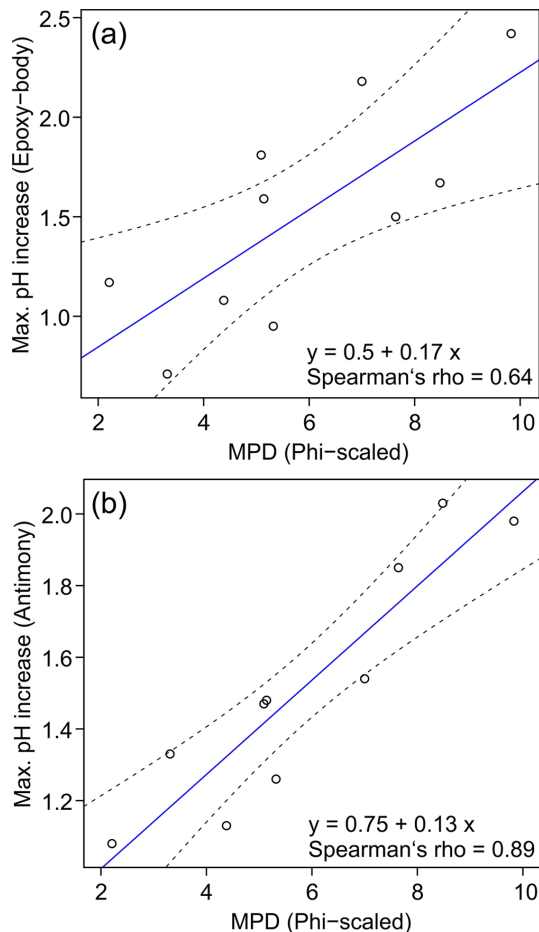 (a)
Max. pH increase (Epoxy−body)
2.5
2.0
1.5
1.0
y = 0.5 + 0.17 x
Spearman‘s rho = 0.64
2 4 6 8 10
MPD (Phi−scaled)
(b)
Max. pH increase (Antimony)
2.0
1.8
1.6
1.4
1.2
y = 0.75 + 0.13 x
Spearman‘s rho = 0.89
2 4 6 8 10
MPD (Phi−scaled)